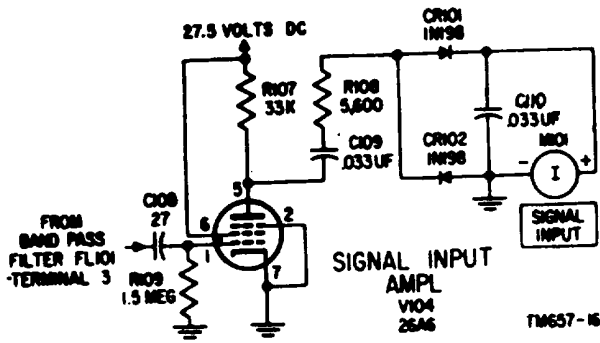 27.5 VOLTS DC
CR101
1N198
R107
33K
R108
5,600
C110
.033UF
M101
C109
.033UF
CR102
1N198
-
+
I
5
2
C108
27
6
1
7
FROM
BAND PASS
FILTER FL101
-TERMINAL 3
R109
1.5 MEG
SIGNAL
INPUT
SIGNAL INPUT
AMPL
V104
26A6
TM657-16